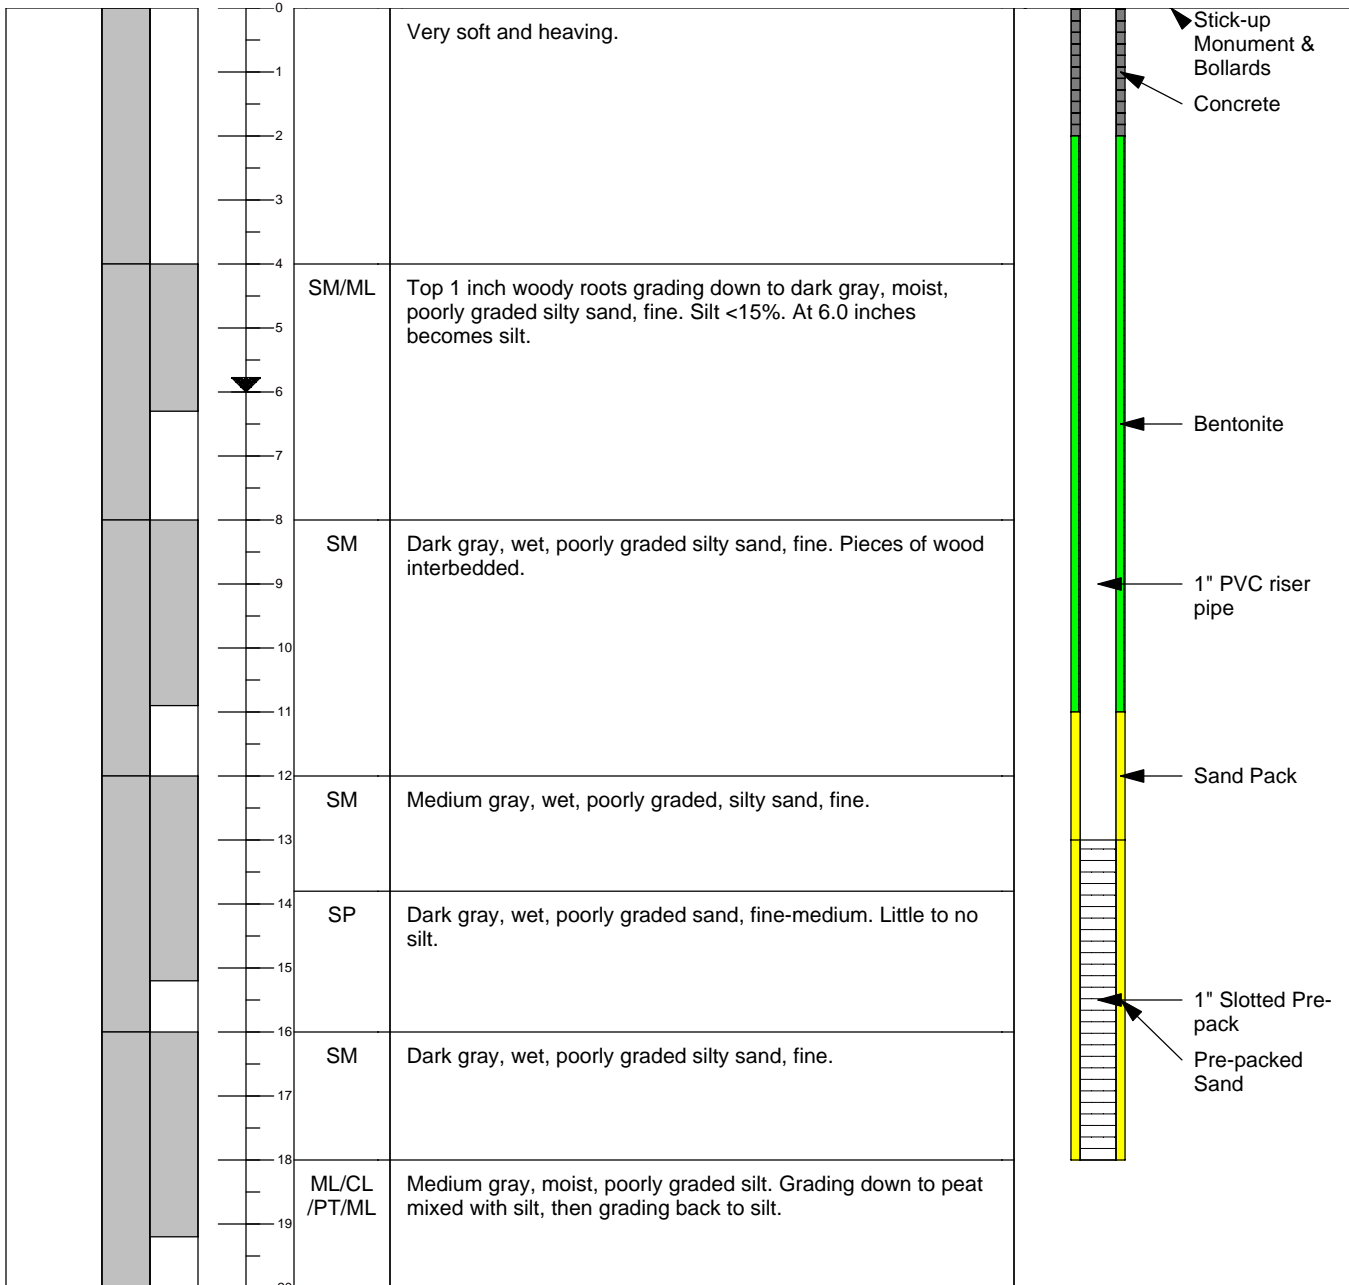 0
Very soft and heaving.
Stick-up
Monument &
Bollards
1
Concrete
2
3
4
SM/ML
Top 1 inch woody roots grading down to dark gray, moist,
poorly graded silty sand, fine. Silt <15%. At 6.0 inches
becomes silt.
5
6
Bentonite
7
8
SM
Dark gray, wet, poorly graded silty sand, fine. Pieces of wood
interbedded.
9
1" PVC riser
pipe
10
11
12
Sand Pack
SM
Medium gray, wet, poorly graded, silty sand, fine.
13
14
SP
Dark gray, wet, poorly graded sand, fine-medium. Little to no
silt.
15
1" Slotted Pre-
pack
16
SM
Dark gray, wet, poorly graded silty sand, fine.
Pre-packed
Sand
17
18
ML/CL
/PT/ML
Medium gray, moist, poorly graded silt. Grading down to peat
mixed with silt, then grading back to silt.
19
20